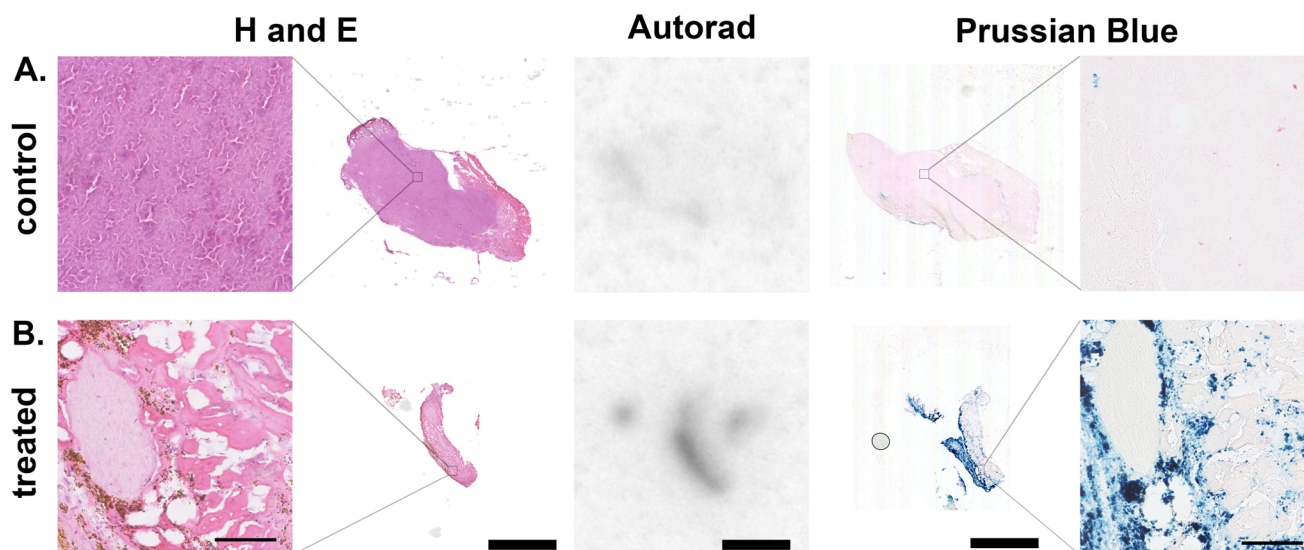 H and E Autorad Prussian Blue
A.
control
B.
treated